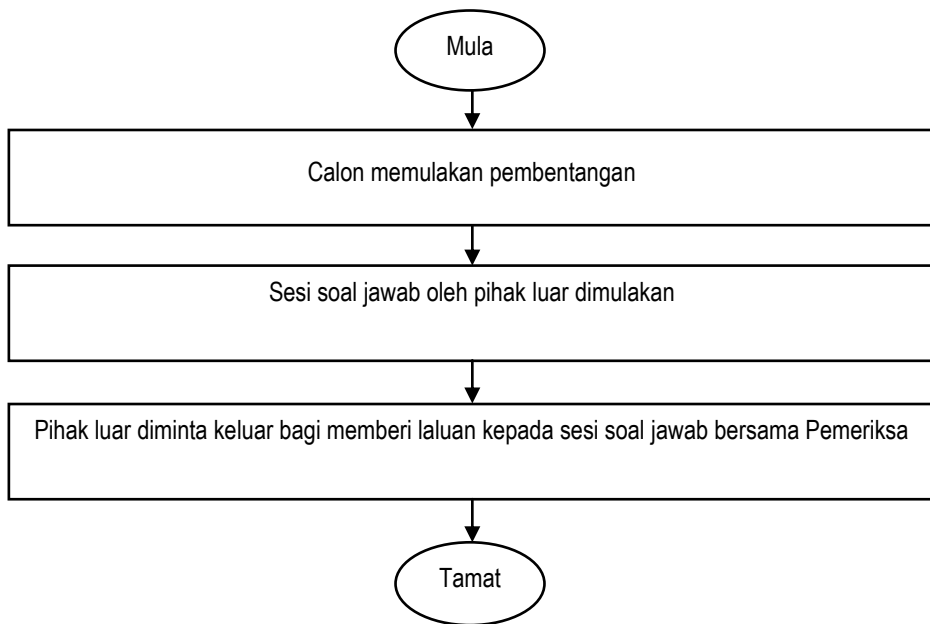 Mula
Calon memulakan pembentangan
Sesi soal jawab oleh pihak luar dimulakan
Pihak luar diminta keluar bagi memberi laluan kepada sesi soal jawab bersama Pemeriksa
Tamat